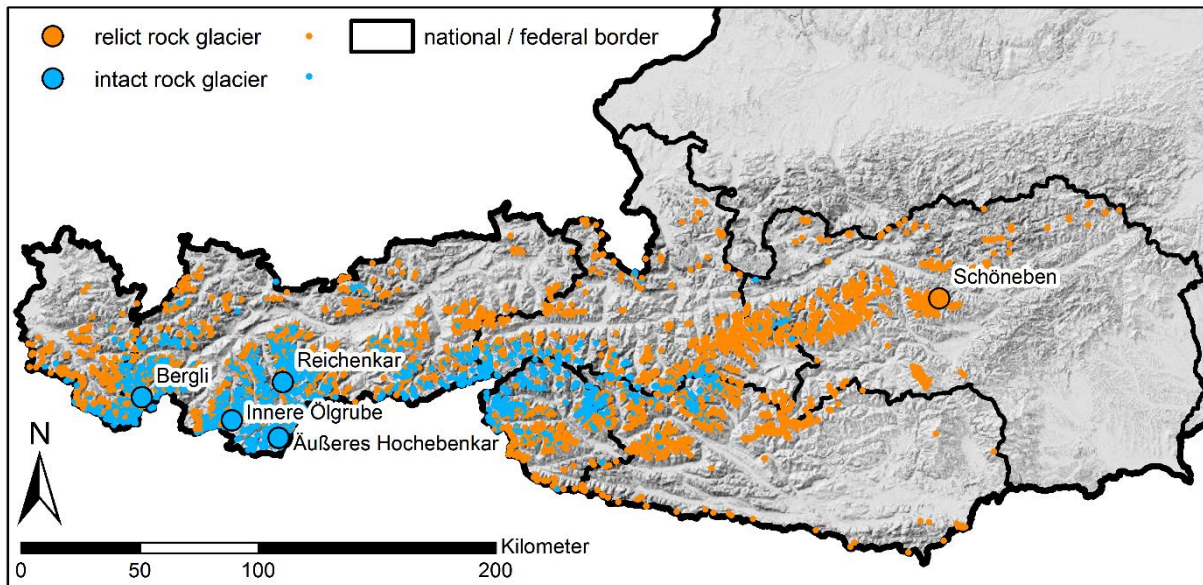 relict rock glacier
national / federal border
intact rock glacier
Schöneben
Reichenkar
Bergli
Innere Ölgrube
Äußeres Hochebenkar
N
Kilometer
0
50
100
200